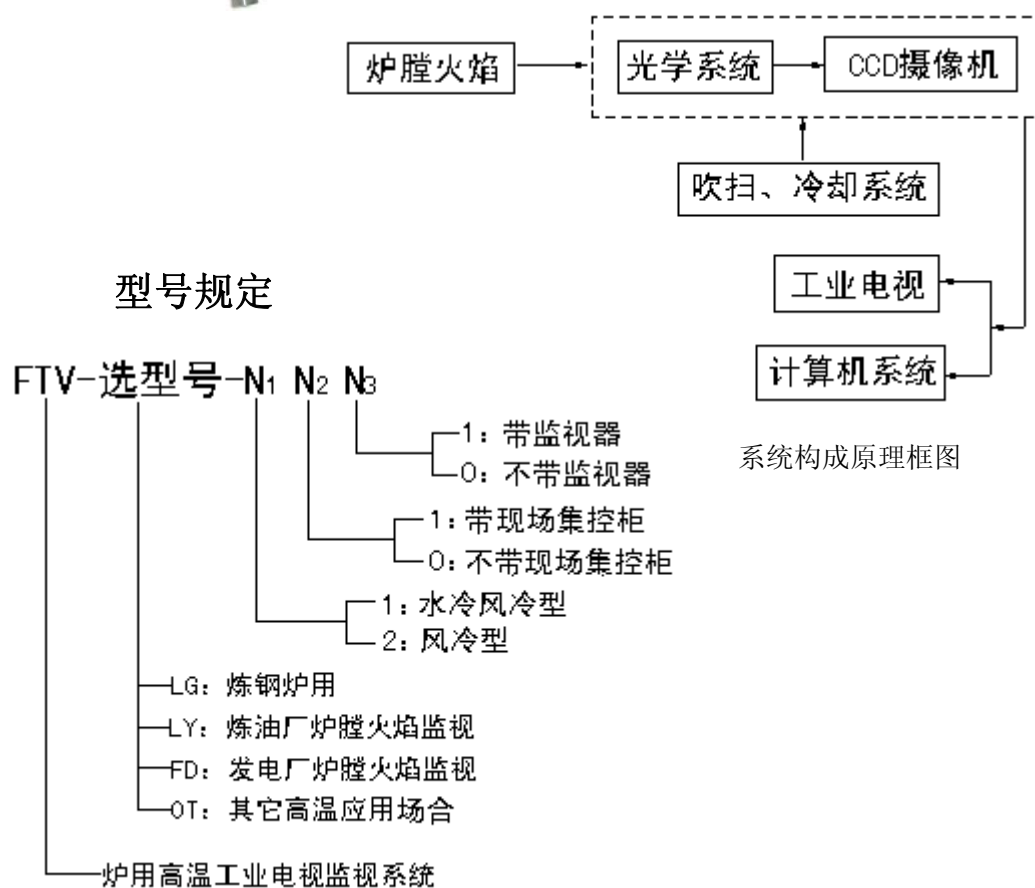 炉膛火焰
光学系统
CCD摄像机
吹扫、冷却系统
工业电视
计算机系统
系统构成原理框图
型号规定
FTV-选型号-N1 N2 N3
1：带监视器
0：不带监视器
1：带现场集控柜
0：不带现场集控柜
1：水冷风冷型
2：风冷型
LG：炼钢炉用
LY：炼油厂炉膛火焰监视
FD：发电厂炉膛火焰监视
OT：其它高温应用场合
炉用高温工业电视监视系统